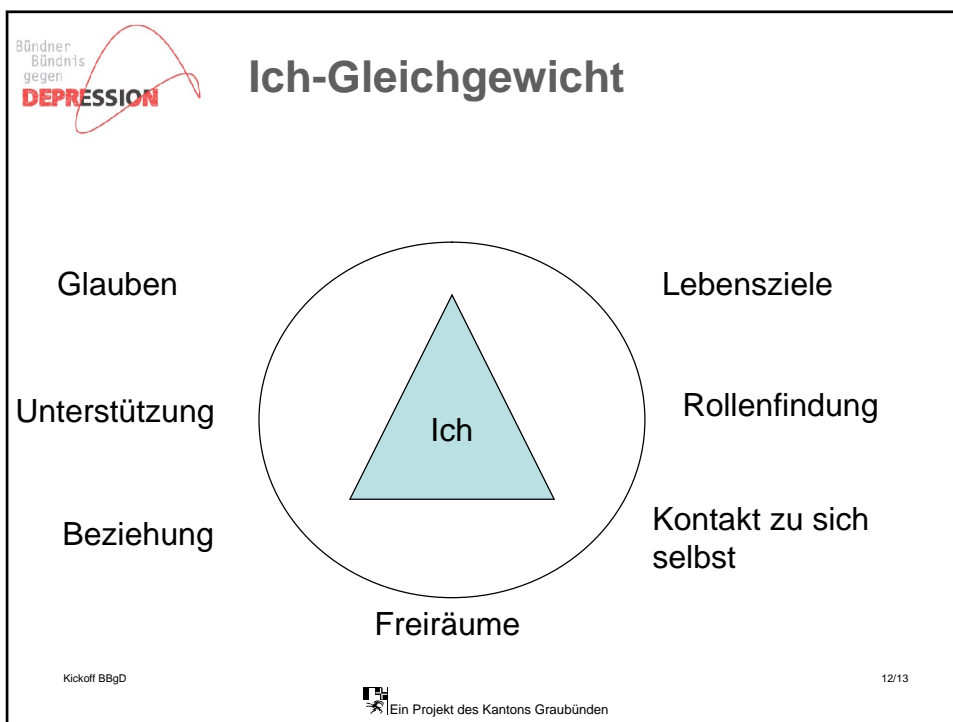 Bündner
Bündnis
gegen
DEPRESSION
Ich-Gleichgewicht
Glauben
Lebensziele
Unterstützung
Rollenfindung
Ich
Beziehung
Kontakt zu sich
selbst
Freiräume
Kickoff BBgD
12/13
Ein Projekt des Kantons Graubünden